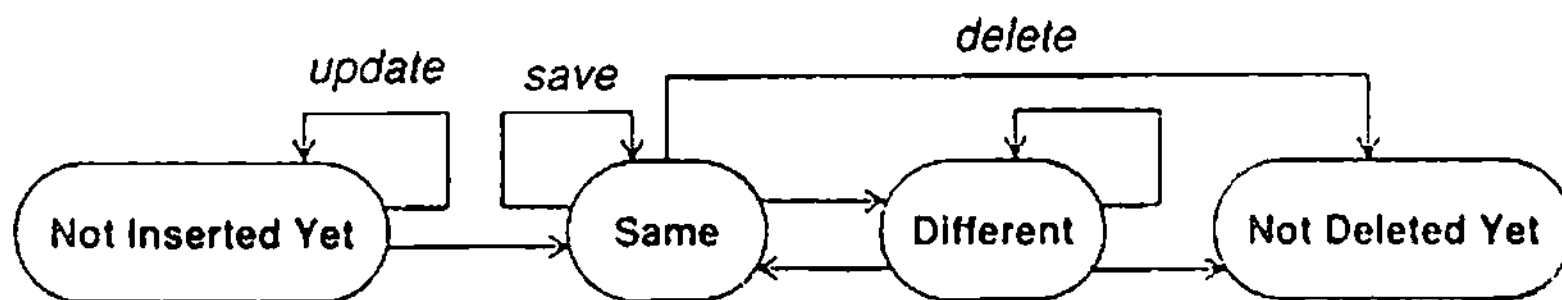 delete
update
save
Not Inserted Yet
Same
Different
Not Deleted Yet